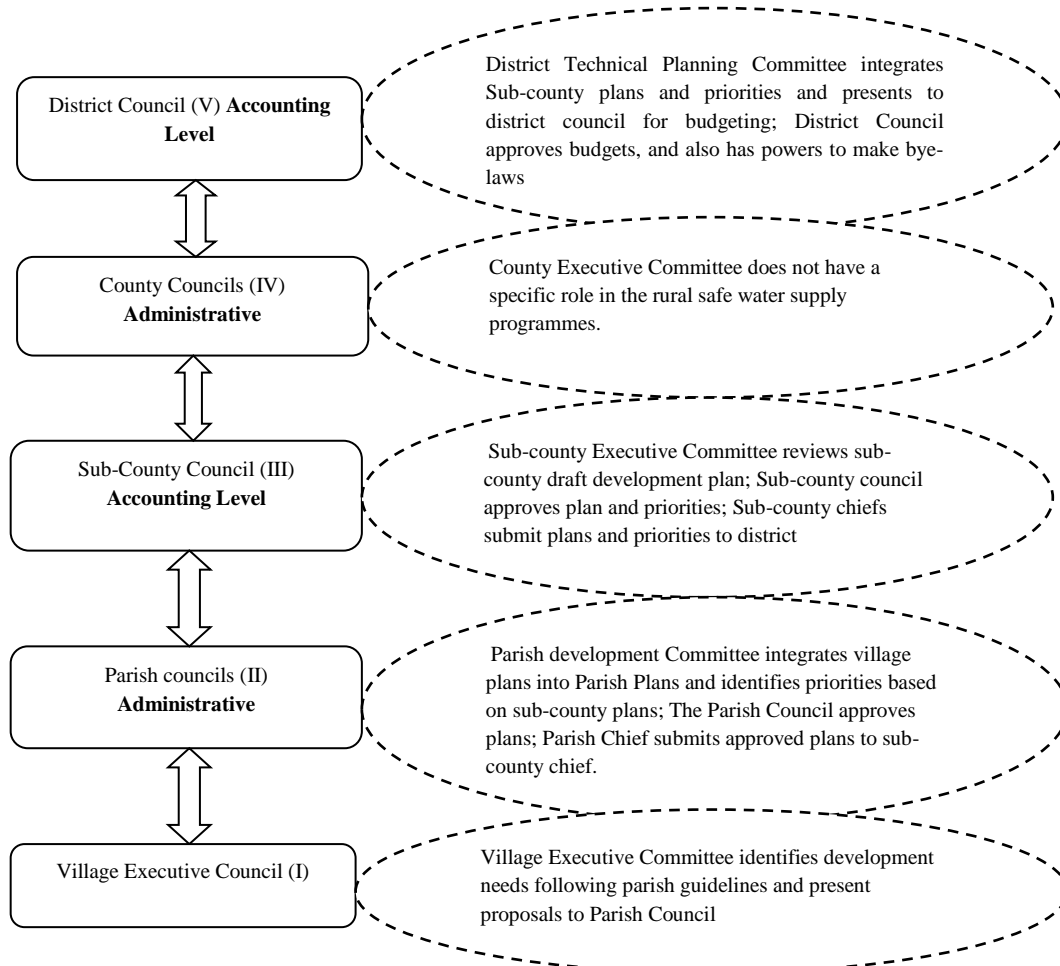 District Council (V) Accounting
Level
District Technical Planning Committee integrates
Sub-county plans and priorities and presents to
district council for budgeting; District Council
approves budgets, and also has powers to make bye-
laws
County Councils (IV)
Administrative
County Executive Committee does not have a
specific role in the rural safe water supply
programmes.
Sub-County Council (III)
Accounting Level
Sub-county Executive Committee reviews sub-
county draft development plan; Sub-county council
approves plan and priorities; Sub-county chiefs
submit plans and priorities to district
Parish councils (II)
Administrative
Parish development Committee integrates village
plans into Parish Plans and identifies priorities based
on sub-county plans; The Parish Council approves
plans; Parish Chief submits approved plans to sub-
county chief.
Village Executive Council (I)
Village Executive Committee identifies development
needs following parish guidelines and present
proposals to Parish Council